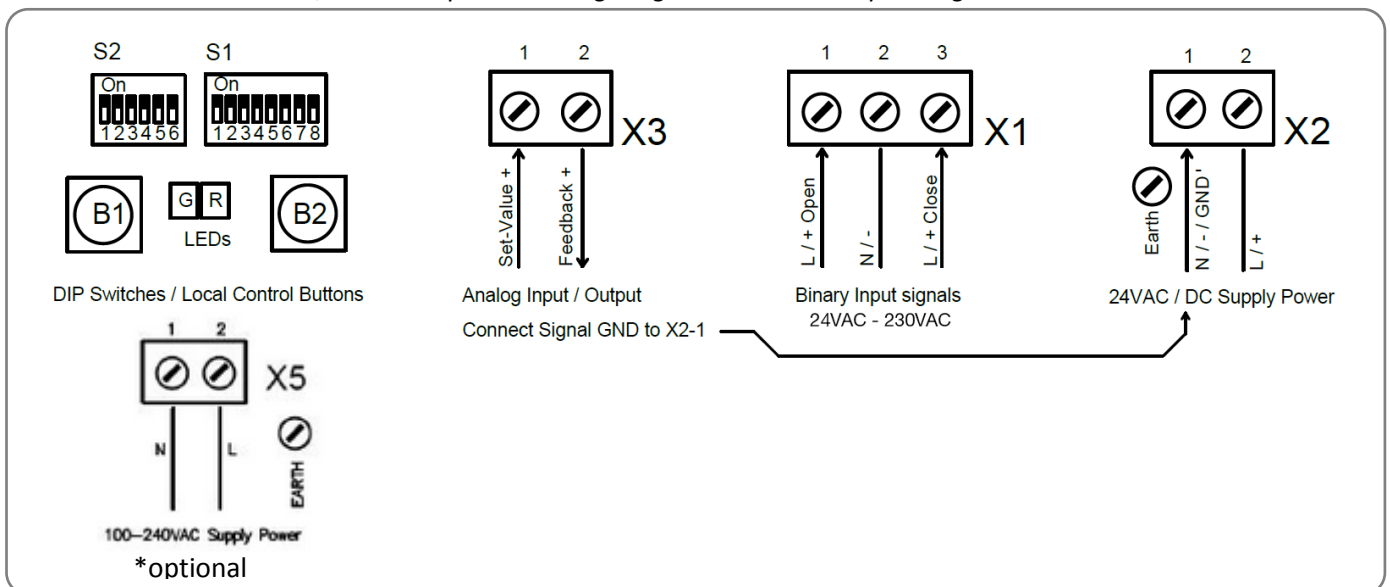 S2 S1
On On
123456 12345678
B1 G R B2
LEDs
DIP Switches / Local Control Buttons
1 2
X3
Set-Value +
Feedback +
Analog Input / Output
Connect Signal GND to X2-1
1 2 3
X1
L / + Open
N / -
L / + Close
Binary Input signals
24VAC - 230VAC
1 2
X2
Earth
N / - / GND'
L / +
24VAC / DC Supply Power
1 2
X5
N L
EARTH
100-240VAC Supply Power
*optional